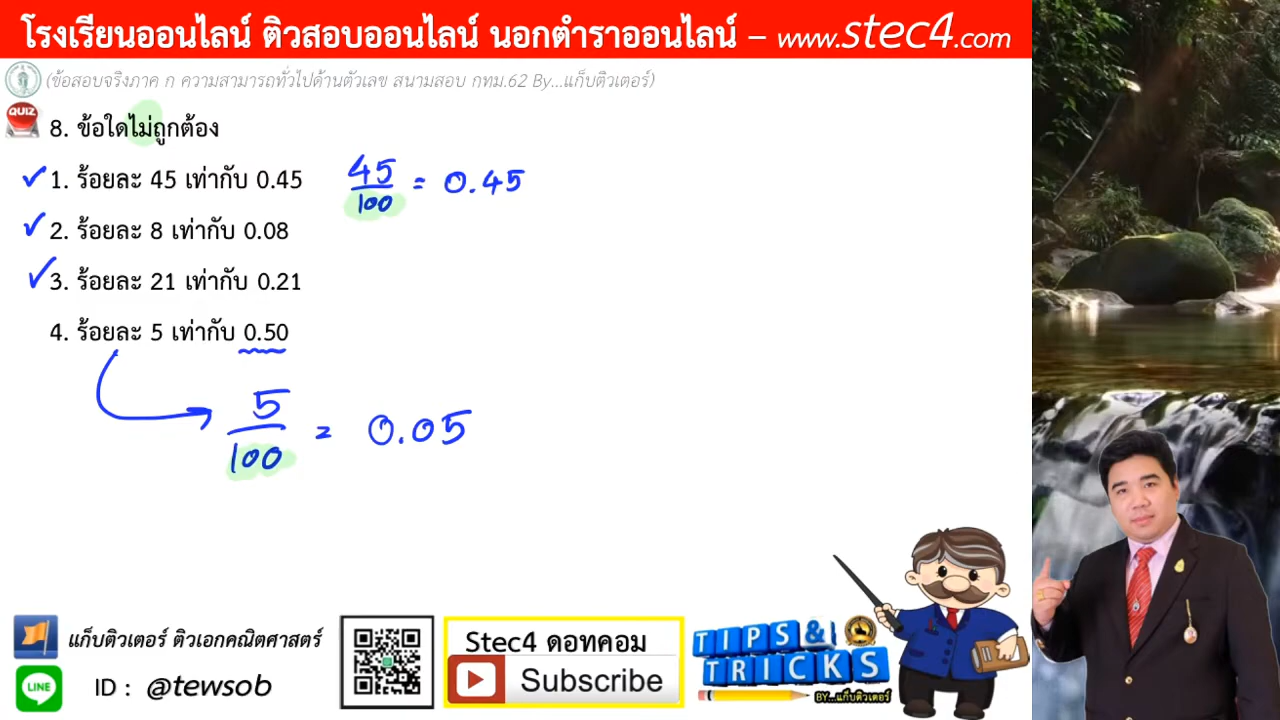 โรงเรียนออนไลน์ ติวสอบออนไลน์ นอกตำราออนไลน์ – www.stec4.com
(ข้อสอบจริงภาค ก ความสามารถทั่วไปด้านตัวเลข สนามสอบ กทม.62 By...แก็บติวเตอร์)
QUIZ
8. ข้อใดไม่ถูกต้อง
1. ร้อยละ 45 เท่ากับ 0.45
45/100 = 0.45
2. ร้อยละ 8 เท่ากับ 0.08
3. ร้อยละ 21 เท่ากับ 0.21
4. ร้อยละ 5 เท่ากับ 0.50
5/100 = 0.05
แก็บติวเตอร์ ติวเอกคณิตศาสตร์
LINE
ID : @tewsob
Stec4 ดอทคอม
Subscribe
TIPS &
TRICKS
BY...แก็บติวเตอร์